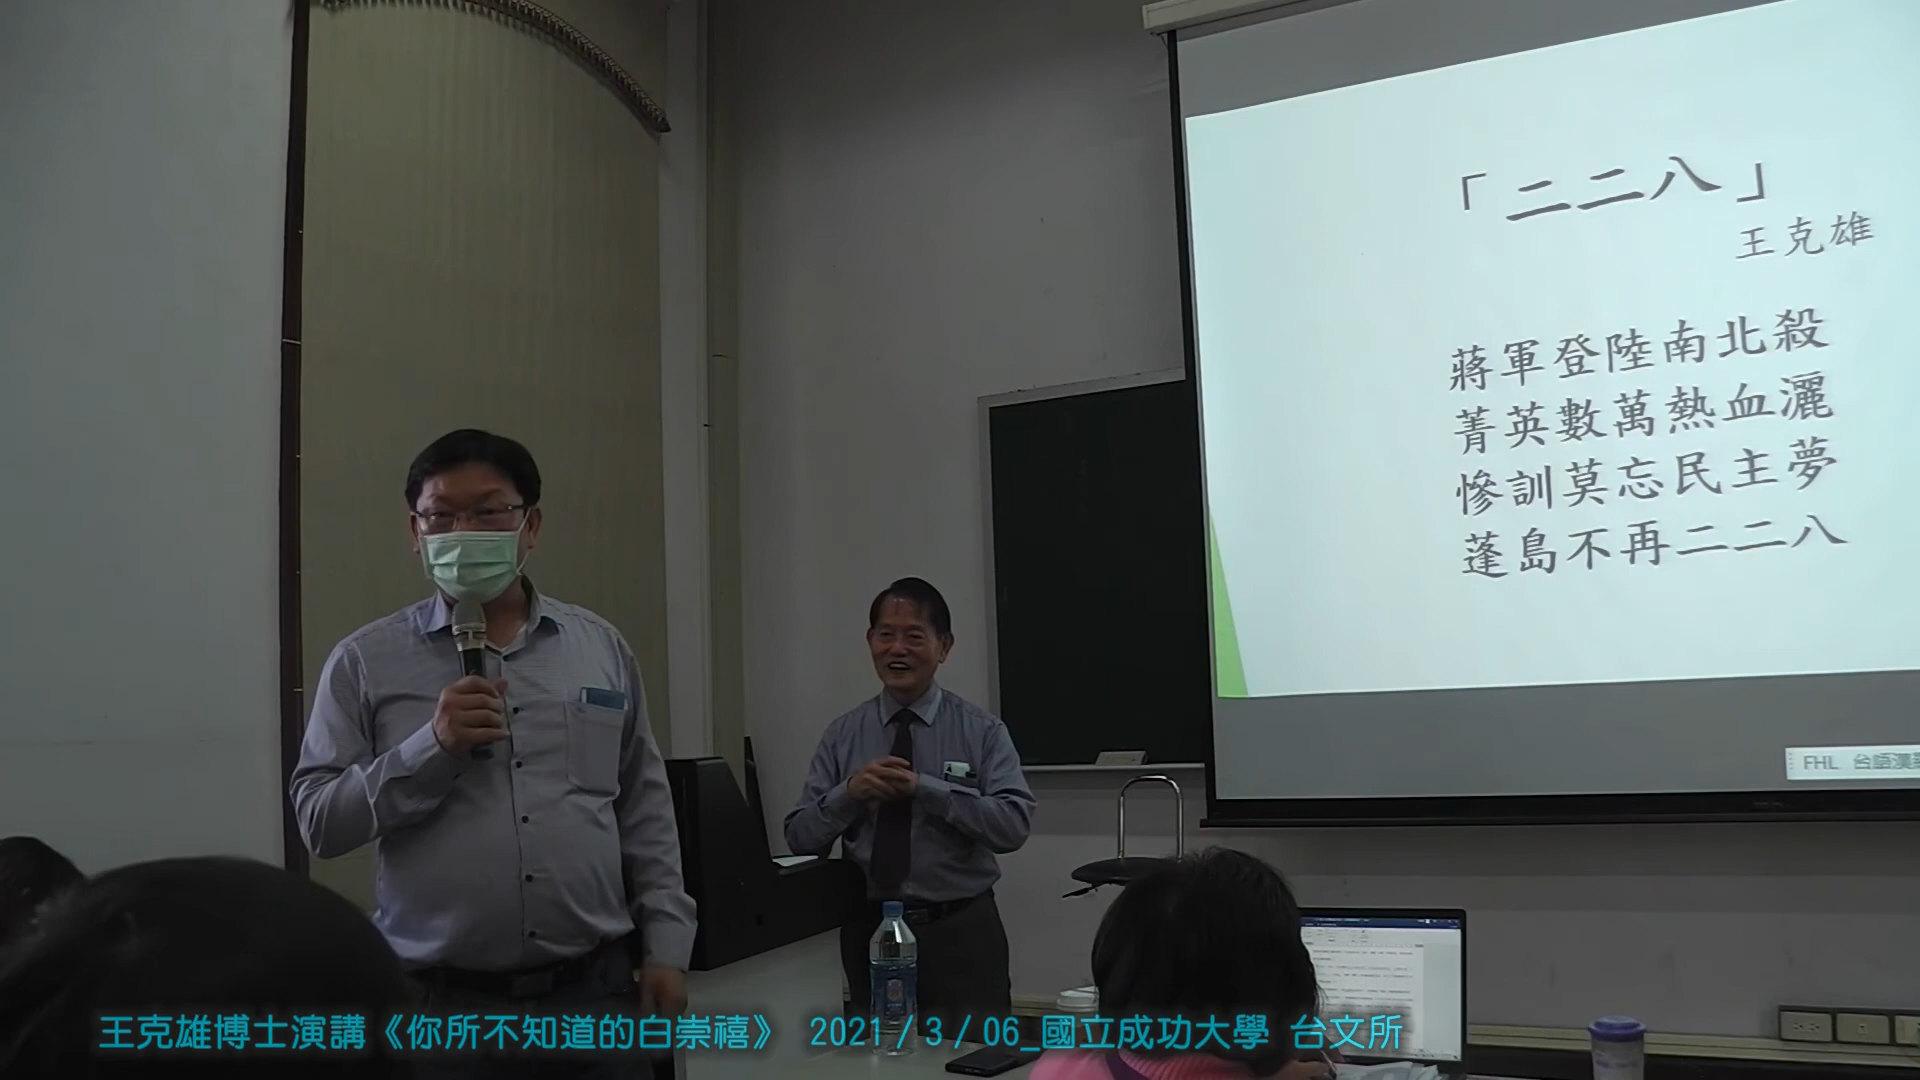 「二二八」
王克雄
蔣軍登陸南北殺
菁英數萬熱血灑
慘訓莫忘民主夢
蓬島不再二二八
FHL 台語漢
王克雄博士演講《你所不知道的白崇禧》 2021/3/06_國立成功大學 台文所